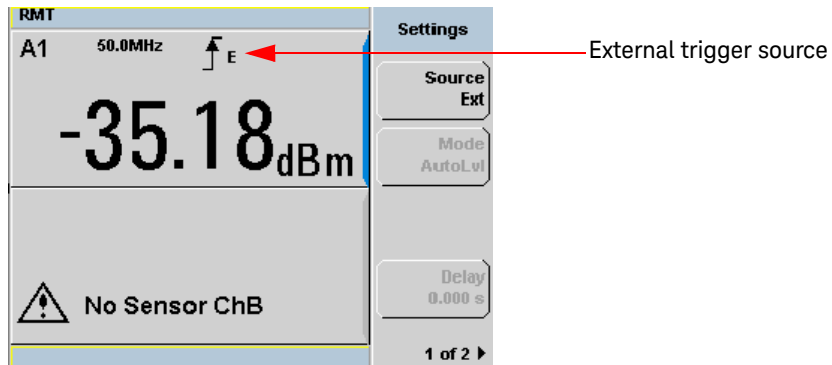 RMT
A1 50.0MHz E
-35.18dBm
No Sensor ChB
Settings
Source
Ext
Mode
AutoLvl
Delay
0.000 s
1 of 2
External trigger source